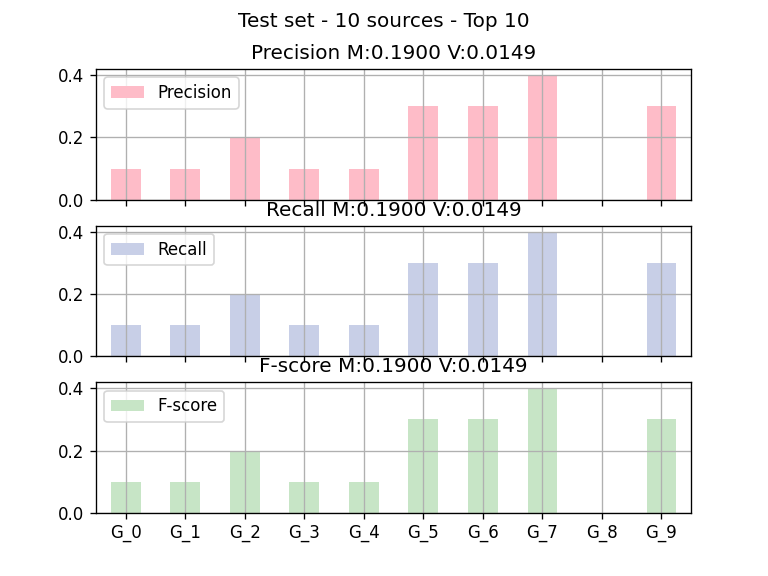 Test set - 10 sources - Top 10
Precision M:0.1900 V:0.0149
0.4
Precision
0.2
0.0
Recall M:0.1900 V:0.0149
0.4
Recall
0.2
0.0
F-score M:0.1900 V:0.0149
0.4
F-score
0.2
0.0
G_0 G_1 G_2 G_3 G_4 G_5 G_6 G_7 G_8 G_9